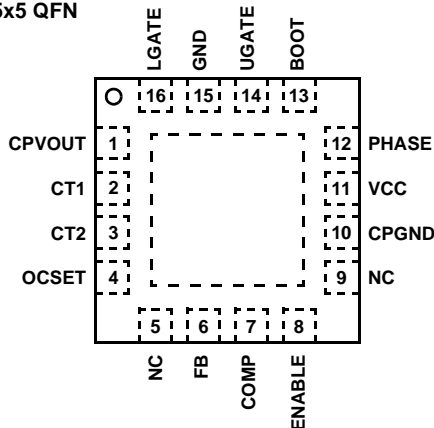 5x5 QFN
LGATE
GND
UGATE
BOOT
16 15 14 13
CPVOUT 1
12 PHASE
CT1 2
11 VCC
CT2 3
10 CPGND
OCSET 4
9 NC
5 6 7 8
NC
FB
COMP
ENABLE